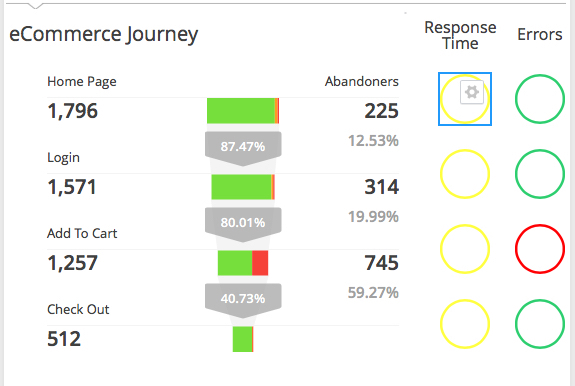 eCommerce Journey
Response Time
Errors
Home Page
Abandoners
1,796
225
87.47%
12.53%
Login
1,571
314
80.01%
19.99%
Add To Cart
1,257
745
40.73%
59.27%
Check Out
512